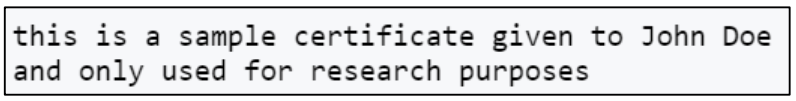 this is a sample certificate given to John Doe
and only used for research purposes